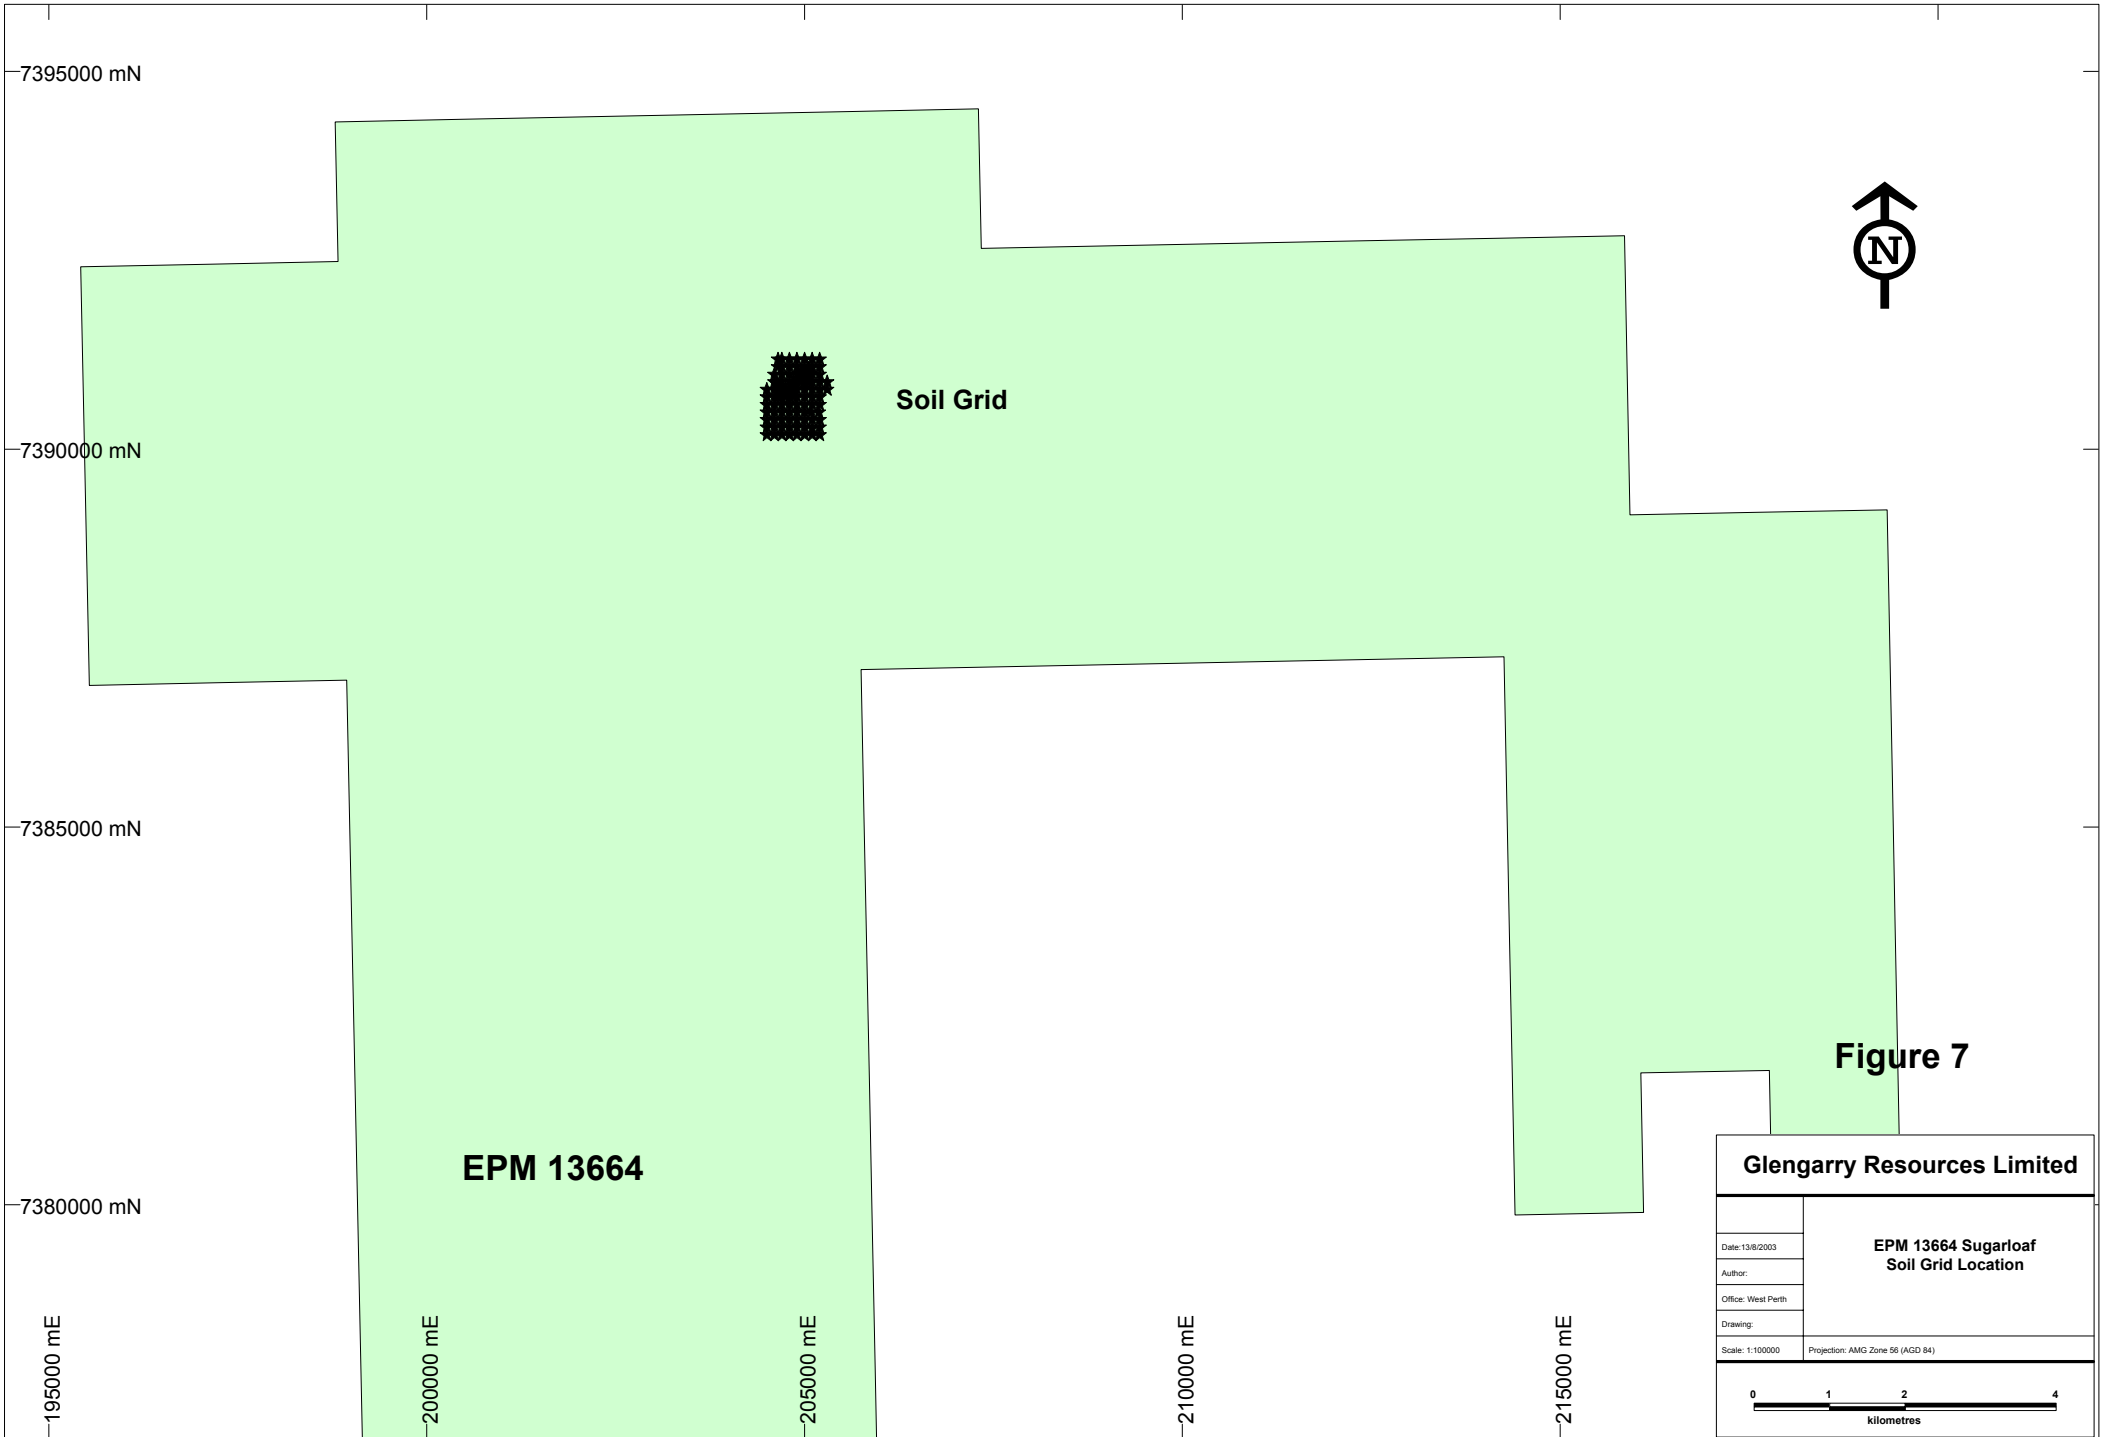 7395000 mN
N
Soil Grid
7390000 mN
7385000 mN
Figure 7
EPM 13664
7380000 mN
195000 mE
200000 mE
205000 mE
210000 mE
215000 mE
Glengarry Resources Limited
EPM 13664 Sugarloaf
Soil Grid Location
Date:13/8/2003
Author:
Office: West Perth
Drawing:
Scale: 1:100000
Projection: AMG Zone 56 (AGD 84)
0 1 2 4
kilometres